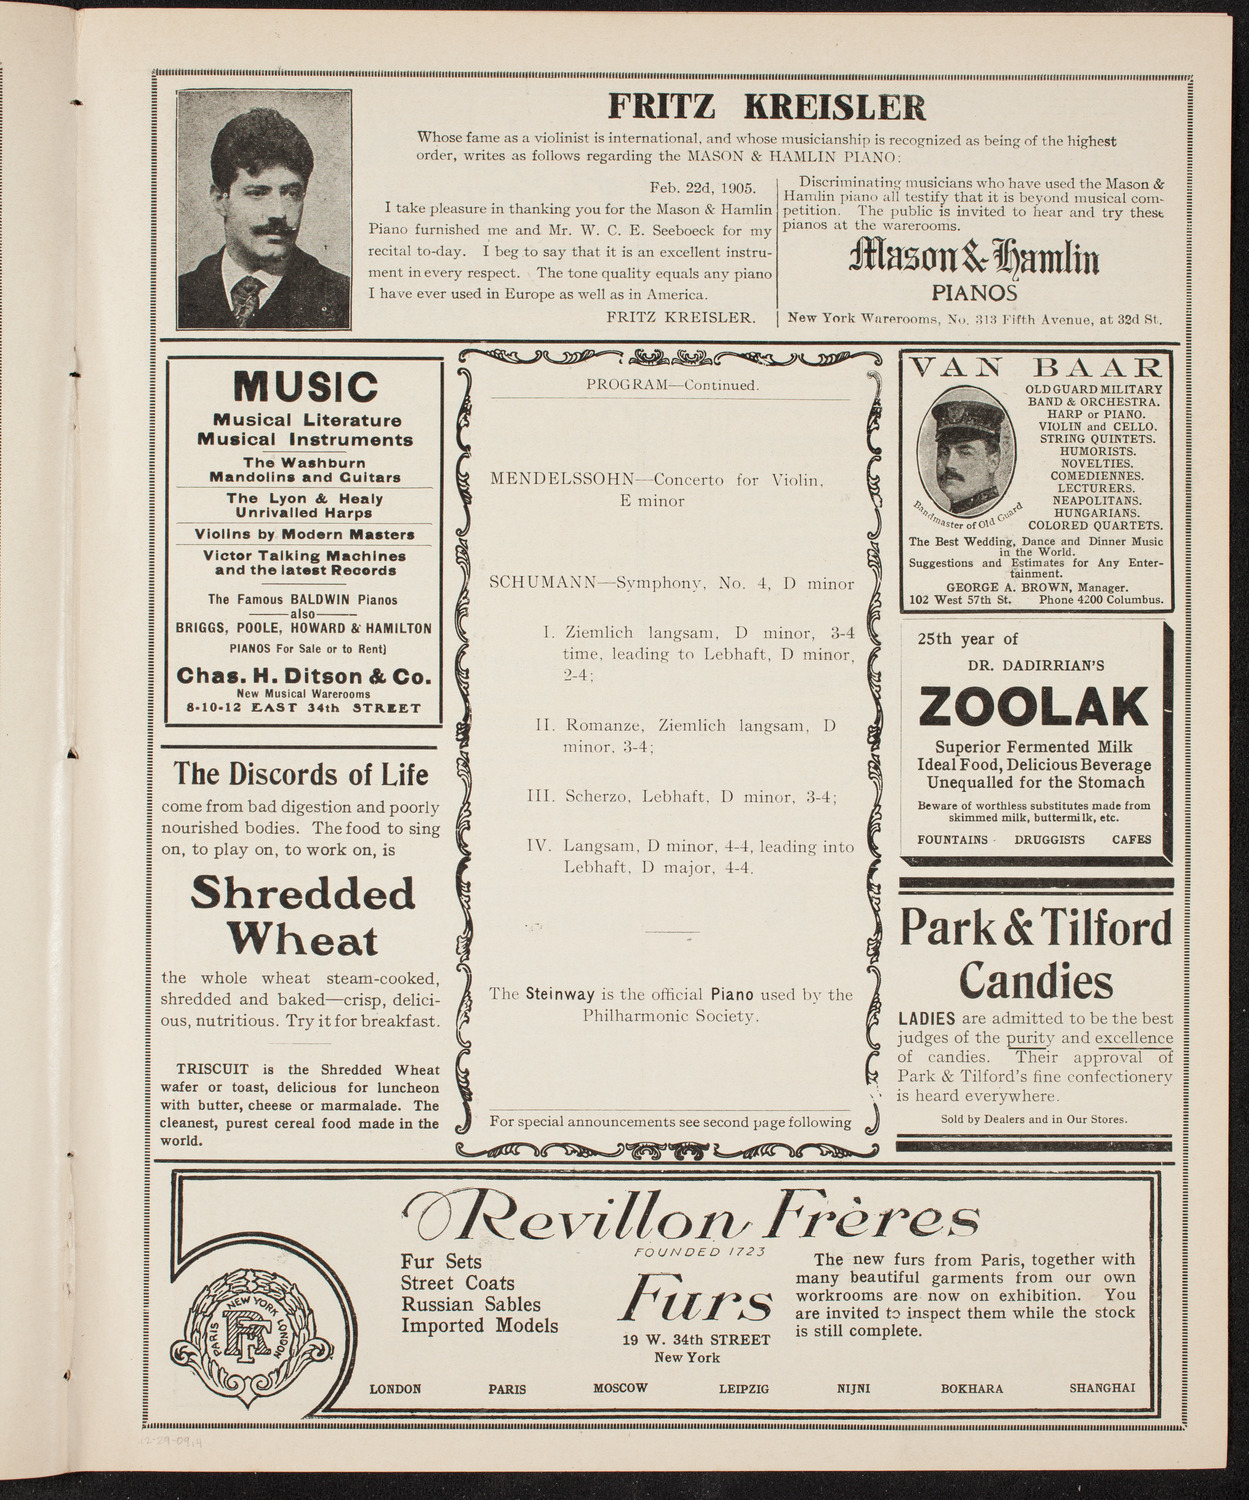 FRITZ KREISLER
Whose fame as a violinist is international, and whose musicianship is recognized as being of the highest
order, writes as follows regarding the MASON & HAMLIN PIANO:
Feb. 22d, 1905.
I take pleasure in thanking you for the Mason & Hamlin
Piano furnished me and Mr. W. C. E. Seeboeck for my
recital to-day. I beg to say that it is an excellent instru-
ment in every respect. The tone quality equals any piano
I have ever used in Europe as well as in America.
FRITZ KREISLER.
Discriminating musicians who have used the Mason &
Hamlin piano all testify that it is beyond musical com-
petition. The public is invited to hear and try these
pianos at the warerooms.
Mason & Hamlin
PIANOS
New York Warerooms, No. 313 Fifth Avenue, at 32d St.
MUSIC
Musical Literature
Musical Instruments
The Washburn
Mandolins and Guitars
The Lyon & Healy
Unrivalled Harps
Violins by Modern Masters
Victor Talking Machines
and the latest Records
The Famous BALDWIN Pianos
also
BRIGGS, POOLE, HOWARD & HAMILTON
PIANOS For Sale or to Rent]
Chas. H. Ditson & Co.
New Musical Warerooms
8-10-12 EAST 34th STREET
The Discords of Life
come from bad digestion and poorly
nourished bodies. The food to sing
on, to play on, to work on, is
Shredded
Wheat
the whole wheat steam-cooked,
shredded and baked—crisp, delici-
ous, nutritious. Try it for breakfast.
TRISCUIT is the Shredded Wheat
wafer or toast, delicious for luncheon
with butter, cheese or marmalade. The
cleanest, purest cereal food made in the
world.
PROGRAM—Continued.
MENDELSSOHN—Concerto for Violin,
E minor
SCHUMANN—Symphony, No. 4, D minor
I. Ziemlich langsam, D minor, 3-4
time, leading to Lebhaft, D minor,
2-4;
II. Romanze, Ziemlich langsam, D
minor, 3-4;
III. Scherzo, Lebhaft, D minor, 3-4;
IV. Langsam, D minor, 4-4, leading into
Lebhaft, D major, 4-4.
The Steinway is the official Piano used by the
Philharmonic Society.
For special announcements see second page following
VAN BAAR
OLD GUARD MILITARY
BAND & ORCHESTRA.
HARP or PIANO.
VIOLIN and CELLO.
STRING QUINTETS.
HUMORISTS.
NOVELTIES.
COMEDIENNES.
LECTURERS.
NEAPOLITANS.
HUNGARIANS.
COLORED QUARTETS.
Bandmaster of Old Guard
The Best Wedding, Dance and Dinner Music
in the World.
Suggestions and Estimates for Any Enter-
tainment.
GEORGE A. BROWN, Manager.
102 West 57th St. Phone 4200 Columbus.
25th year of
DR. DADIRRIAN'S
ZOOLAK
Superior Fermented Milk
Ideal Food, Delicious Beverage
Unequalled for the Stomach
Beware of worthless substitutes made from
skimmed milk, buttermilk, etc.
FOUNTAINS DRUGGISTS CAFES
Park & Tilford
Candies
LADIES are admitted to be the best
judges of the purity and excellence
of candies. Their approval of
Park & Tilford's fine confectionery
is heard everywhere.
Sold by Dealers and in Our Stores.
Revillon Frères
FOUNDED 1723
Fur Sets
Street Coats
Russian Sables
Imported Models
Furs
19 W. 34th STREET
New York
The new furs from Paris, together with
many beautiful garments from our own
workrooms are now on exhibition. You
are invited to inspect them while the stock
is still complete.
PARIS NEW YORK LONDON
RF
LONDON PARIS MOSCOW LEIPZIG NIJNI BOKHARA SHANGHAI
12-29-09,A